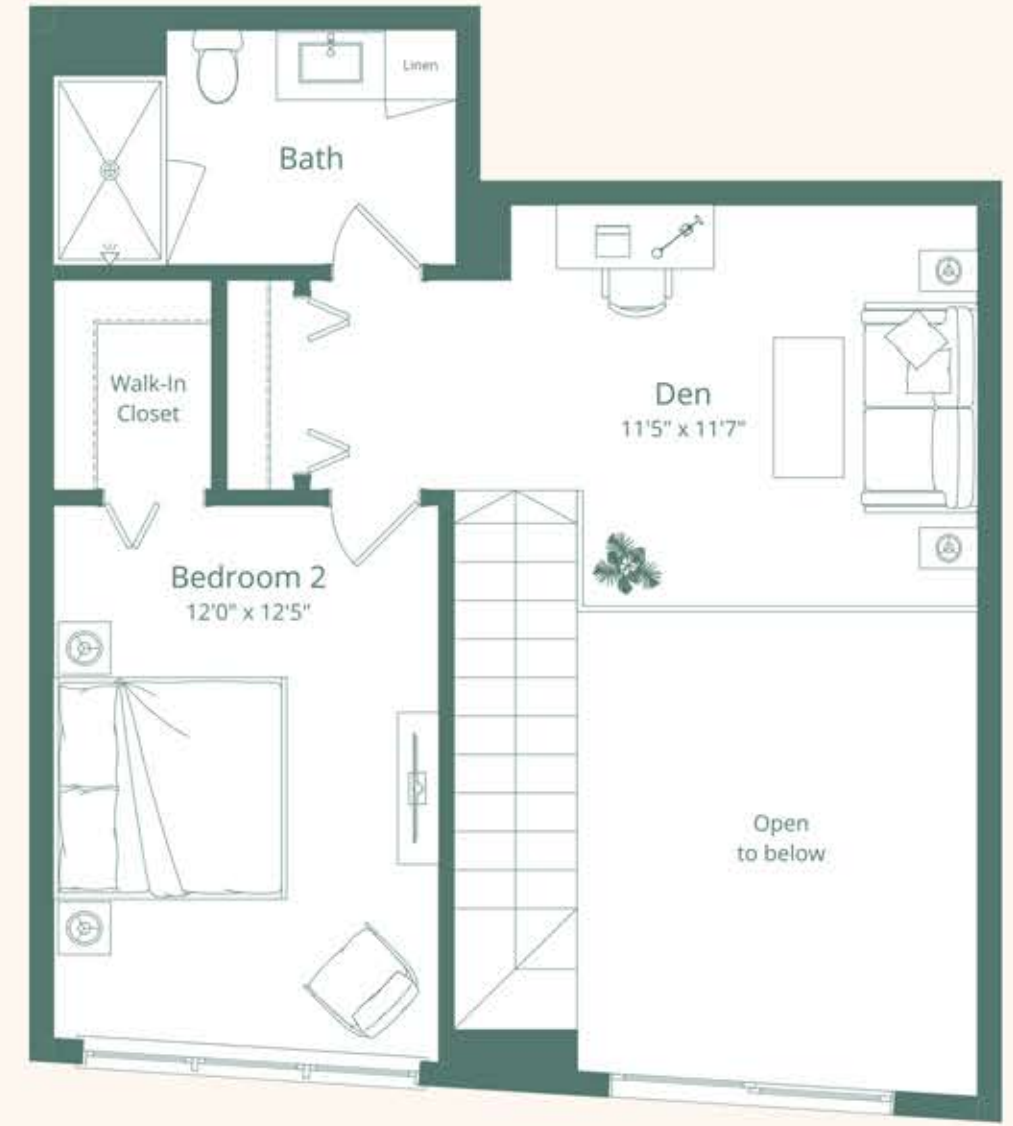 Linen
Bath
Walk-In
Closet
Den
11'5" x 11'7"
Bedroom 2
12'0" x 12'5"
Open
to below